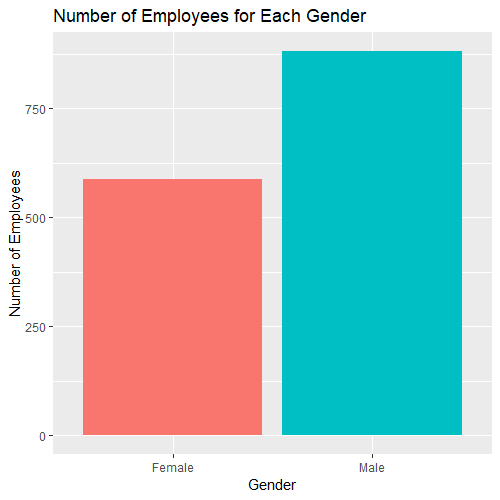 Number of Employees for Each Gender
Number of Employees
750
500
250
0
Female
Male
Gender